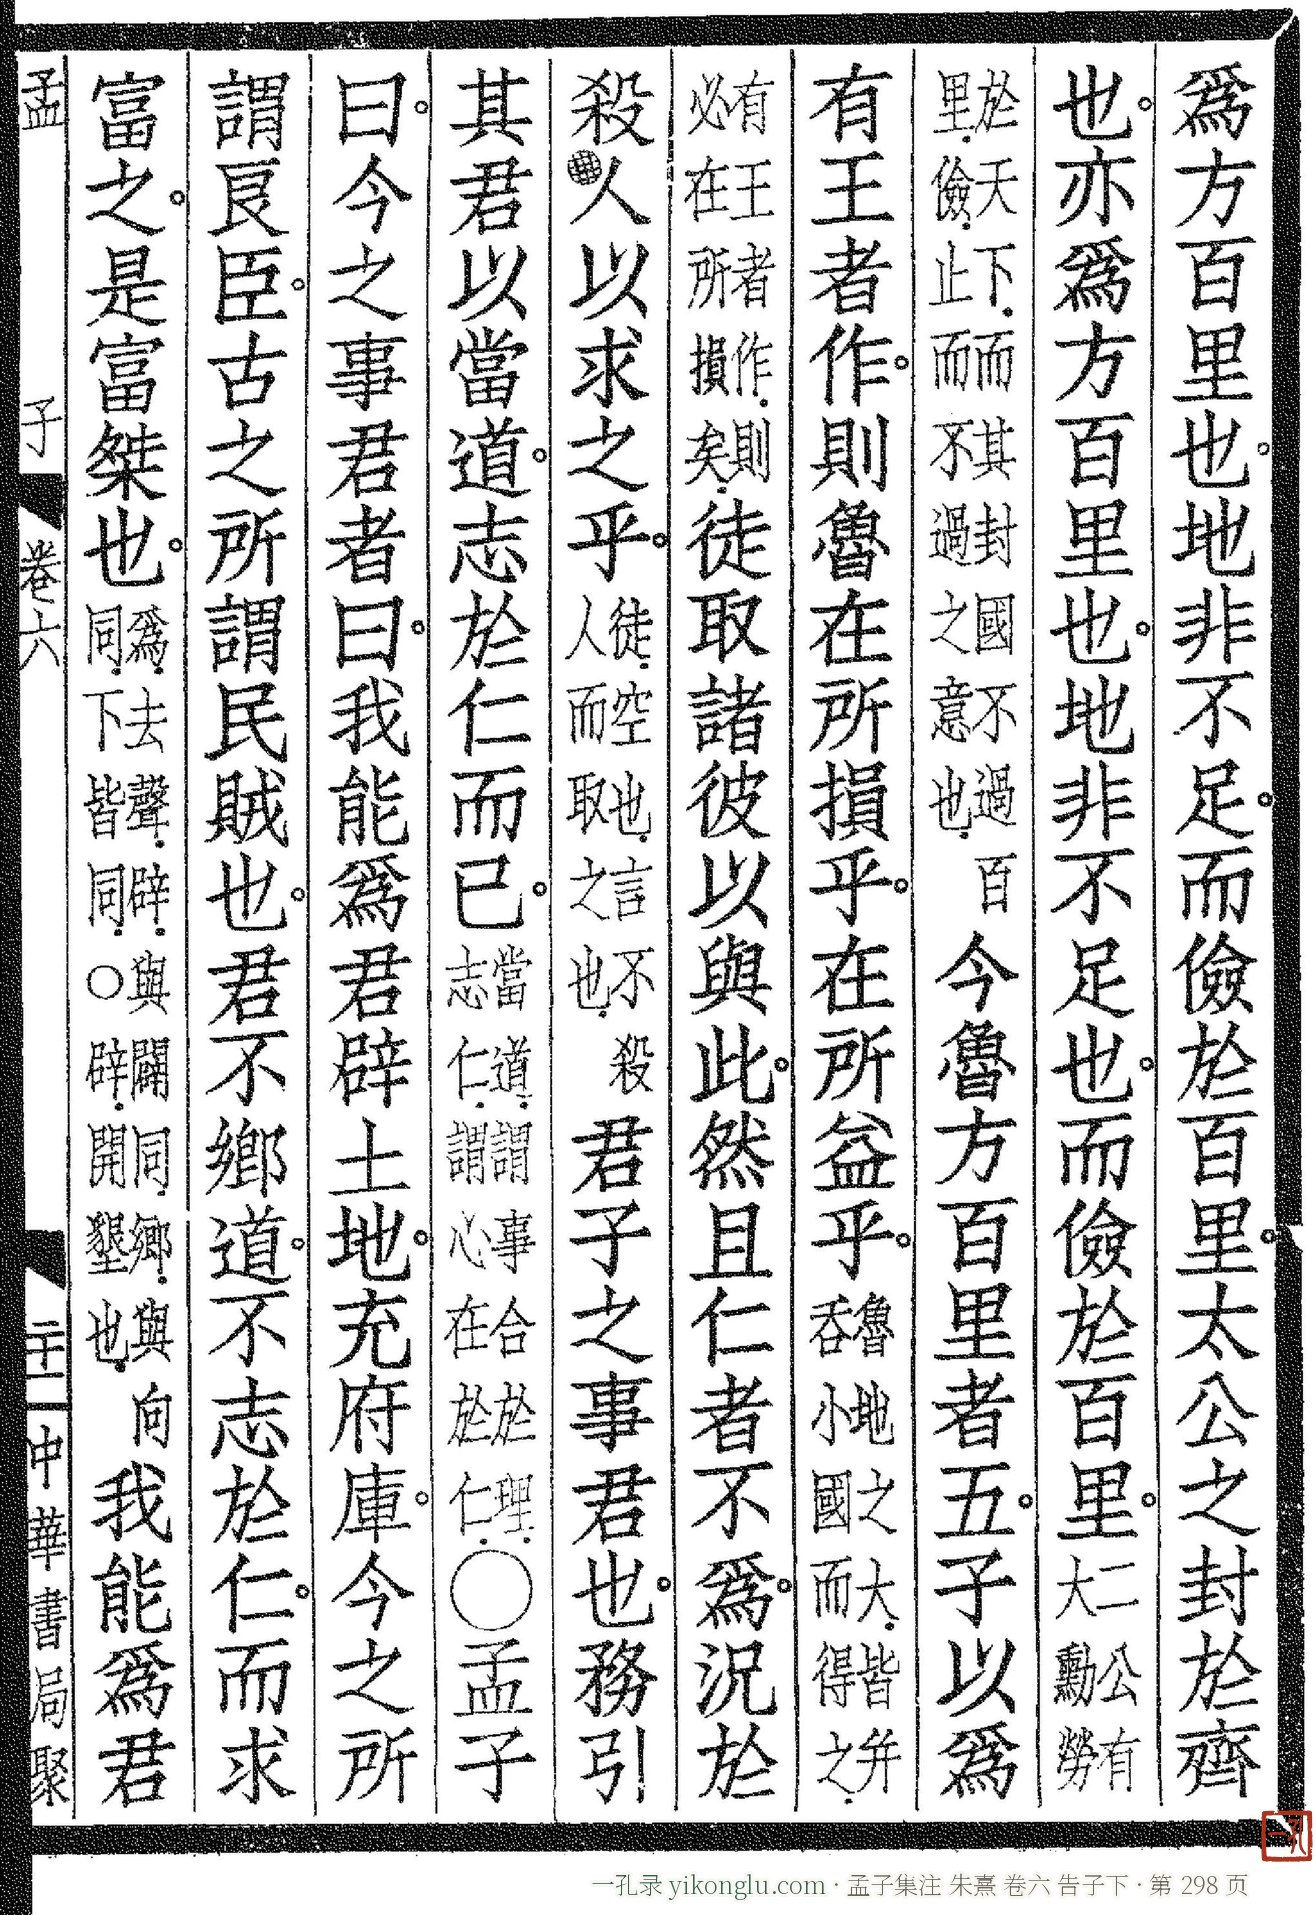 爲方百里也。地非不足。而儉於百里。太公之封於齊
也。亦爲方百里也。地非不足也。而儉於百里。二公有大勳勞
於天下.而其封國不過百里.儉.止而不過之意也.今魯方百里者五。子以爲
有王者作。則魯在所損乎。在所益乎。魯地之大.皆幷吞小國而得之.
有王者作.則必在所損矣.徒取諸彼以與此。然且仁者不爲。況於
殺人以求之乎。徒.空也.言不殺人而取之也.君子之事君也。務引
其君以當道。志於仁而已。當道.謂事合於理.志仁.謂心在於仁.○孟子
曰。今之事君者曰。我能爲君辟土地。充府庫。今之所
謂良臣。古之所謂民賊也。君不鄉道。不志於仁。而求
富之。是富桀也。爲.去聲.辟.與闢同.鄉.與向同.下皆同.○辟.開墾也.我能爲君
孟子 卷六 二十二 中華書局聚
一孔录 yikonglu.com · 孟子集注 朱熹 卷六 告子下 · 第 298 页